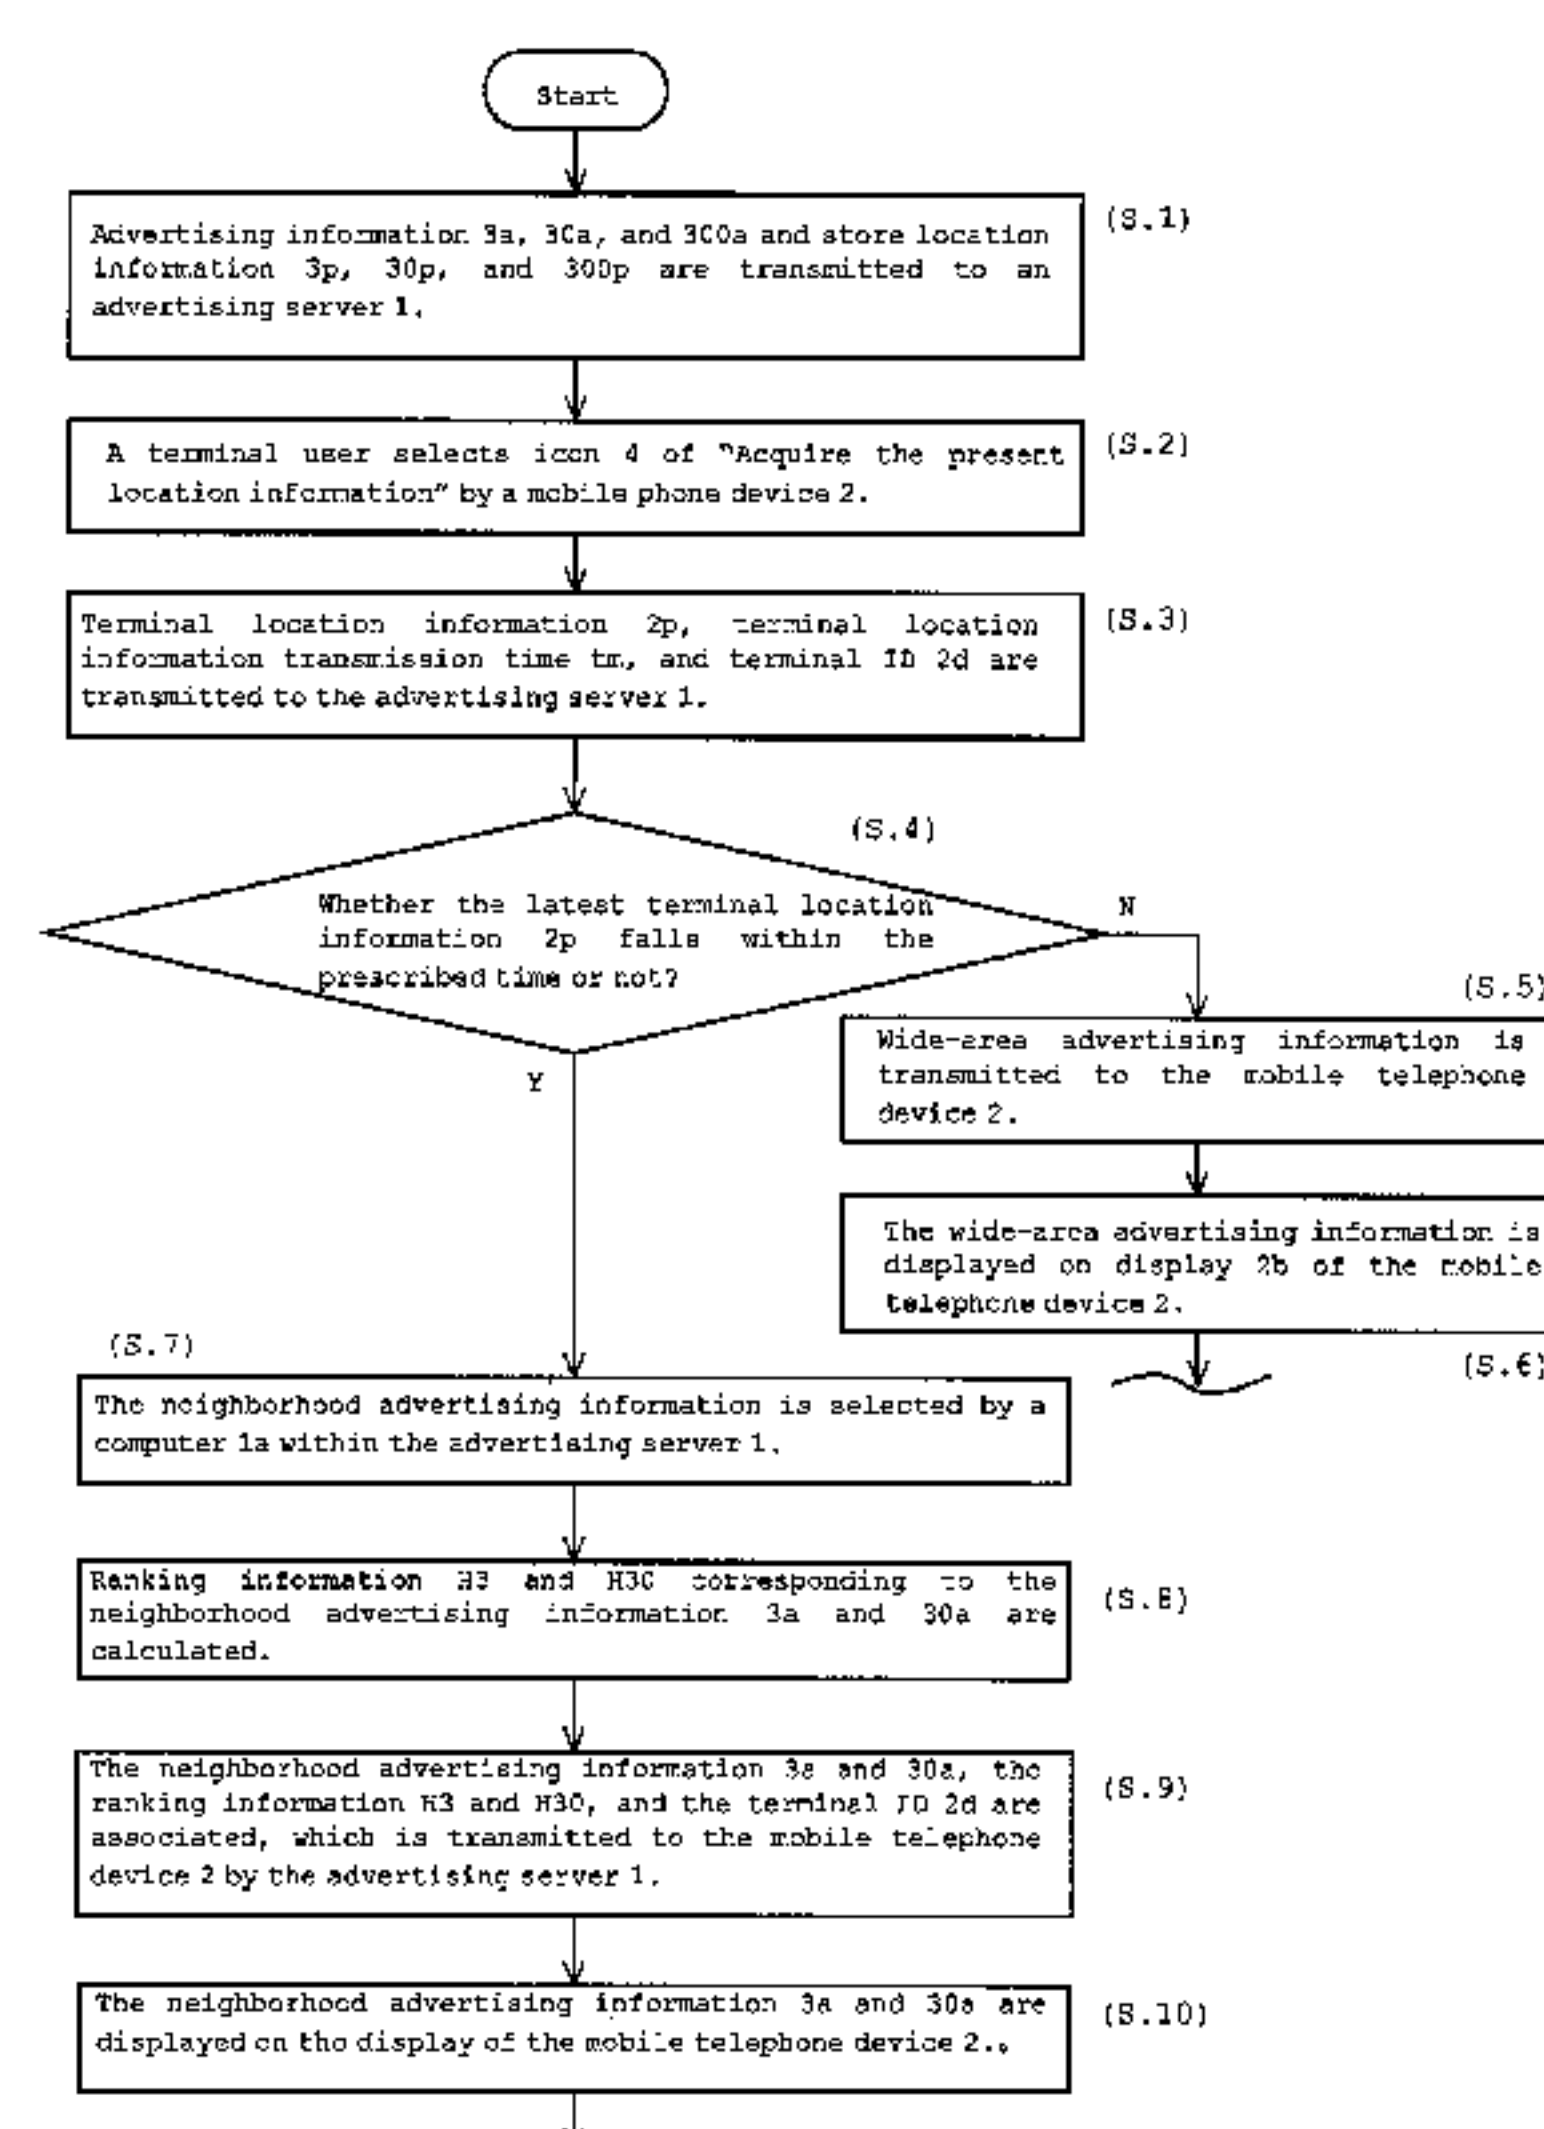 Start
(S.1)
Advertising information 3a, 30a, and 300a and store location
information 3p, 30p, and 300p are transmitted to an
advertising server 1.
(S.2)
A terminal user selects icon 4 of "Acquire the present
location information" by a mobile phone device 2.
(S.3)
Terminal location information 2p, terminal location
information transmission time tm, and terminal ID 2d are
transmitted to the advertising server 1.
(S.4)
Whether the latest terminal location
information 2p falls within the
prescribed time or not?
N
Y
(S.5)
Wide-area advertising information is
transmitted to the mobile telephone
device 2.
The wide-area advertising information is
displayed on display 2b of the mobile
telephone device 2.
(S.6)
(S.7)
The neighborhood advertising information is selected by a
computer 1a within the advertising server 1.
(S.8)
Ranking information H3 and H30 corresponding to the
neighborhood advertising information 3a and 30a are
calculated.
(S.9)
The neighborhood advertising information 3a and 30a, the
ranking information H3 and H30, and the terminal ID 2d are
associated, which is transmitted to the mobile telephone
device 2 by the advertising server 1.
(S.10)
The neighborhood advertising information 3a and 30a are
displayed on the display of the mobile telephone device 2..